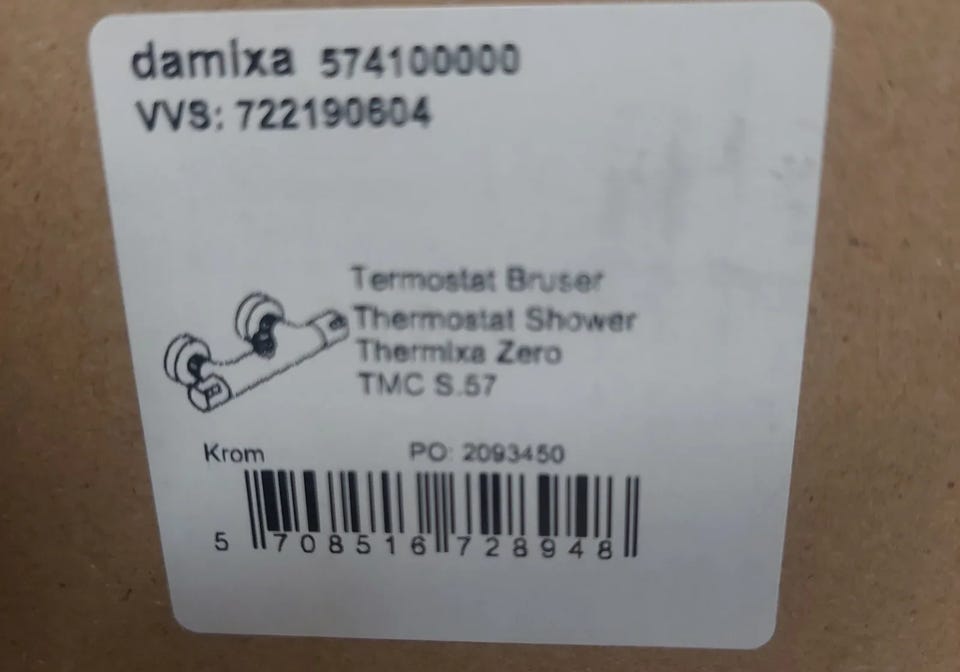 damixa 574100000
VVS: 722190604
Termostat Bruser
Thermostat Shower
Thermixa Zero
TMC S.57
Krom PO: 2093450
5 708516 728948